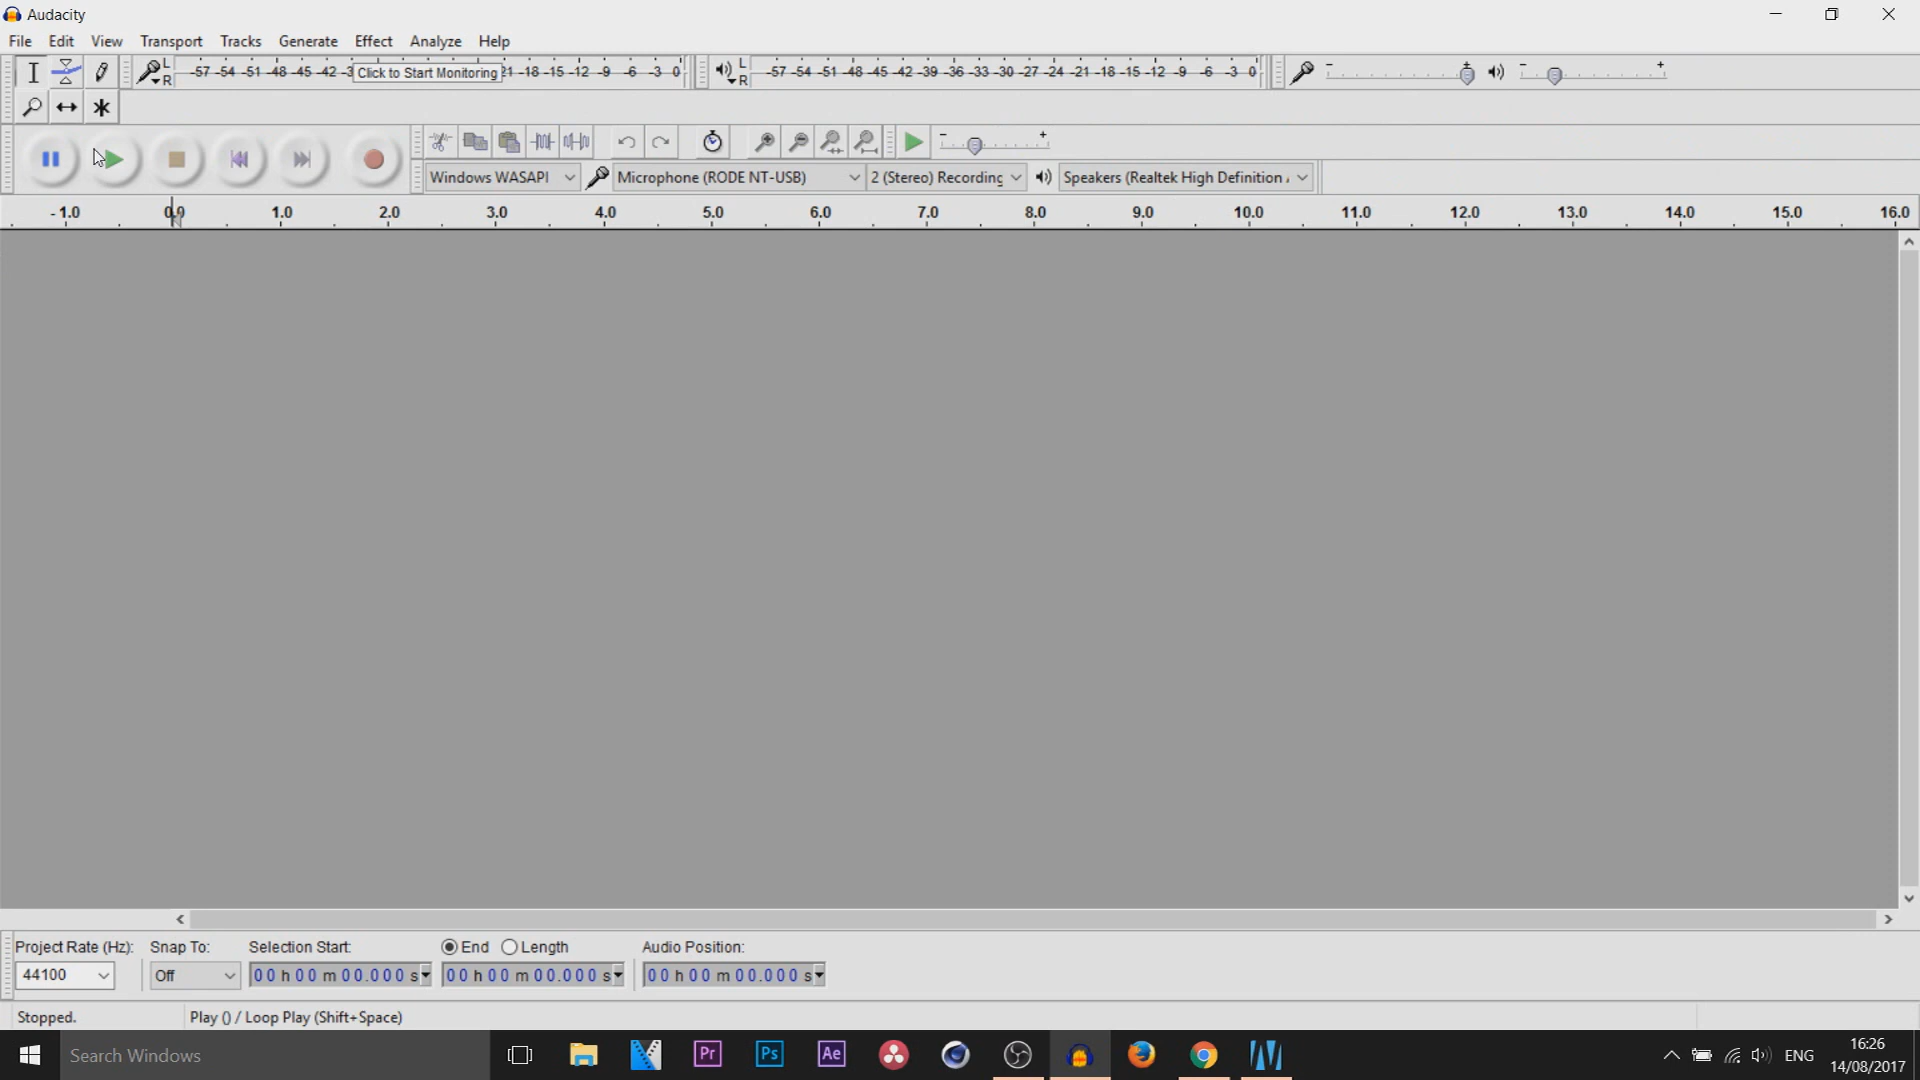 Audacity
File Edit View Transport Tracks Generate Effect Analyze Help
L R -57 -54 -51 -48 -45 -42 -3 Click to Start Monitoring 21 -18 -15 -12 -9 -6 -3 0 L R -57 -54 -51 -48 -45 -42 -39 -36 -33 -30 -27 -24 -21 -18 -15 -12 -9 -6 -3 0 - + - +
- +
Windows WASAPI Microphone (RODE NT-USB) 2 (Stereo) Recording Speakers (Realtek High Definition
-1.0 0.0 1.0 2.0 3.0 4.0 5.0 6.0 7.0 8.0 9.0 10.0 11.0 12.0 13.0 14.0 15.0 16.0
Project Rate (Hz): Snap To: Selection Start: End Length Audio Position:
44100 Off 00 h 00 m 00.000 s 00 h 00 m 00.000 s 00 h 00 m 00.000 s
Stopped. Play () / Loop Play (Shift+Space)
Search Windows Pr Ps Ae ENG 16:26
14/08/2017